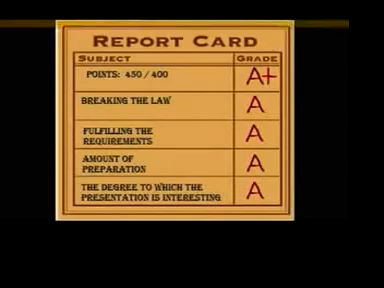 Report Card
Subject
Grade
Points: 450 / 400
A+
Breaking the Law
A
Fulfilling the
Requirements
A
Amount of
Preparation
A
The Degree to Which the
Presentation is Interesting
A